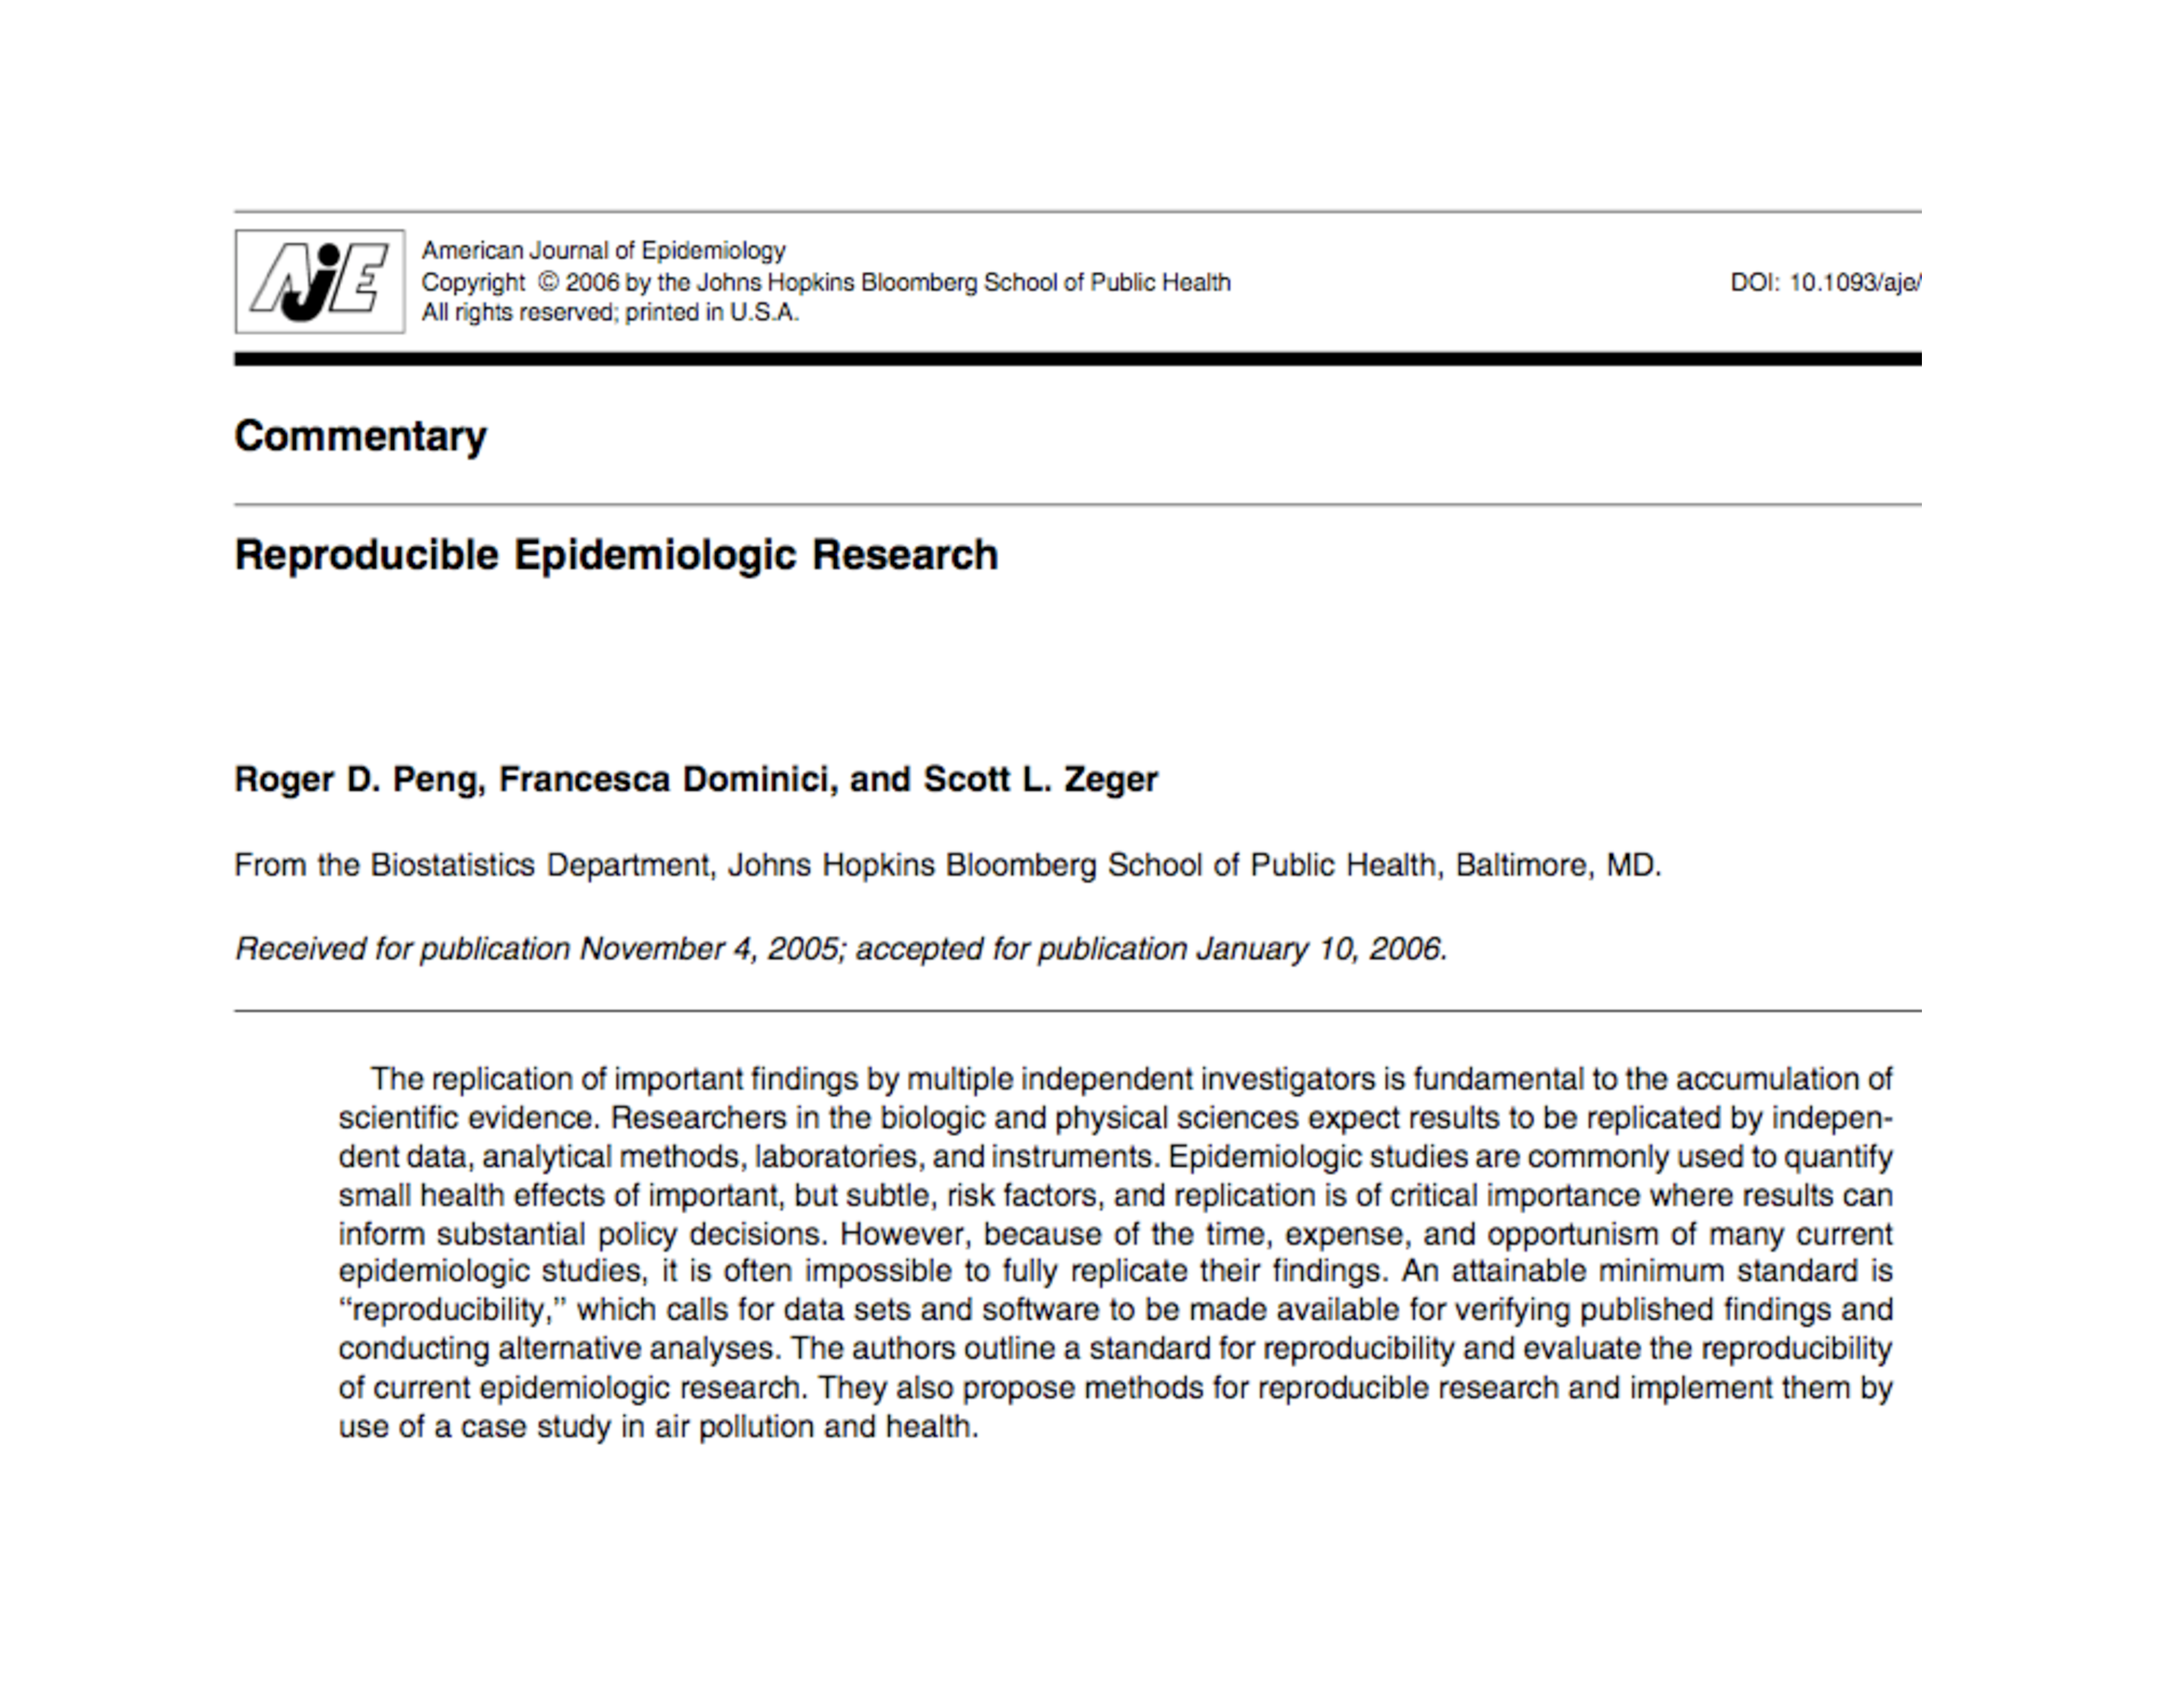 AJE
American Journal of Epidemiology
Copyright © 2006 by the Johns Hopkins Bloomberg School of Public Health
All rights reserved; printed in U.S.A.
DOI: 10.1093/aje/
Commentary
Reproducible Epidemiologic Research
Roger D. Peng, Francesca Dominici, and Scott L. Zeger
From the Biostatistics Department, Johns Hopkins Bloomberg School of Public Health, Baltimore, MD.
Received for publication November 4, 2005; accepted for publication January 10, 2006.
The replication of important findings by multiple independent investigators is fundamental to the accumulation of
scientific evidence. Researchers in the biologic and physical sciences expect results to be replicated by indepen-
dent data, analytical methods, laboratories, and instruments. Epidemiologic studies are commonly used to quantify
small health effects of important, but subtle, risk factors, and replication is of critical importance where results can
inform substantial policy decisions. However, because of the time, expense, and opportunism of many current
epidemiologic studies, it is often impossible to fully replicate their findings. An attainable minimum standard is
“reproducibility,” which calls for data sets and software to be made available for verifying published findings and
conducting alternative analyses. The authors outline a standard for reproducibility and evaluate the reproducibility
of current epidemiologic research. They also propose methods for reproducible research and implement them by
use of a case study in air pollution and health.